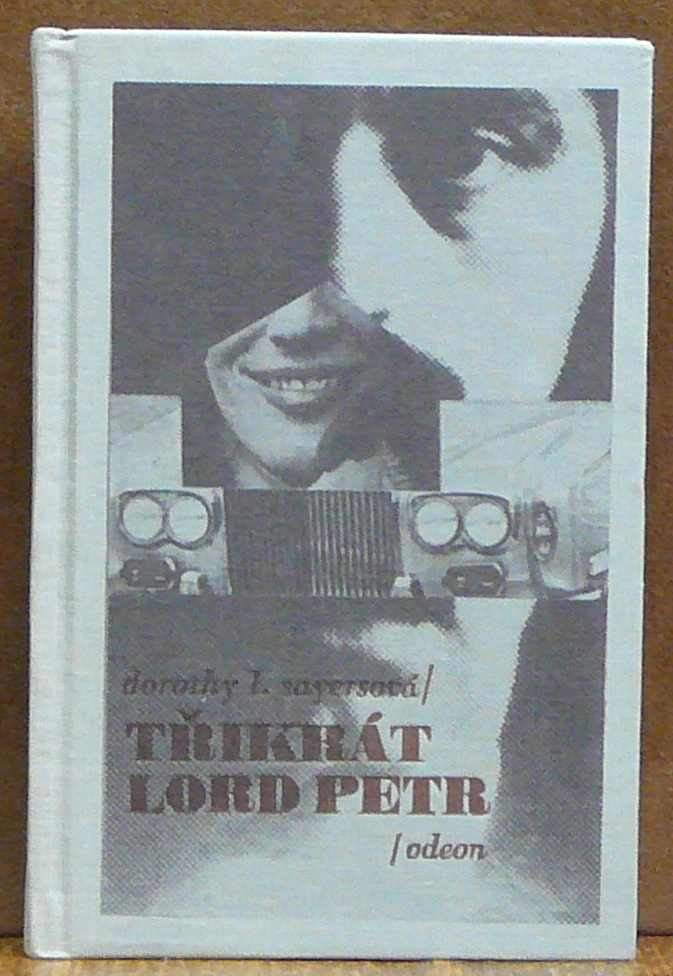 dorothy l. sayersová/
TŘIKRÁT
LORD PETR
/odeon